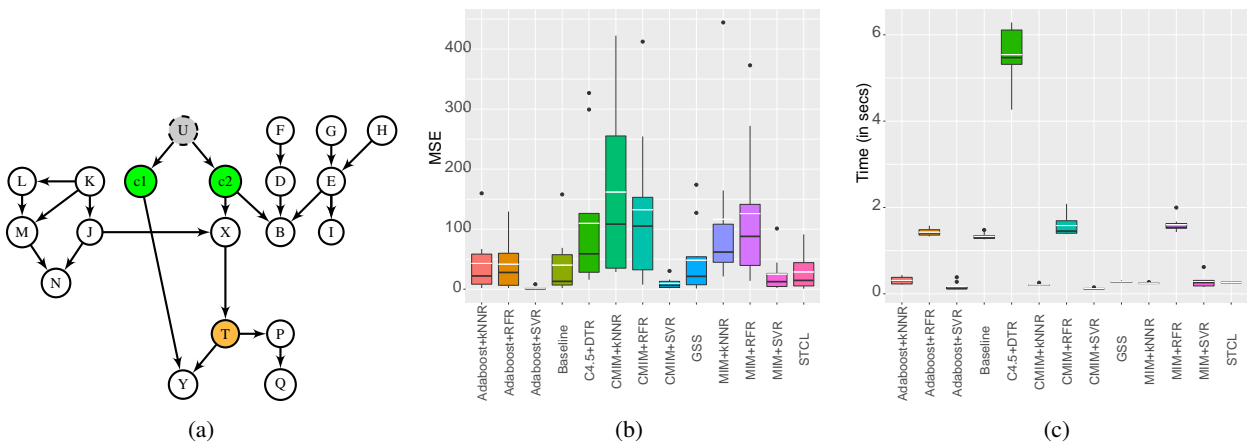 U
F
G
H
L
K
c1
c2
D
E
M
J
X
B
I
N
T
P
Y
Q
(a)
MSE
400
300
200
100
0
Adaboost+kNNR
Adaboost+RFR
Adaboost+SVR
Baseline
C4.5+DTR
CMIM+kNNR
CMIM+RFR
CMIM+SVR
GSS
MIM+kNNR
MIM+RFR
MIM+SVR
STCL
(b)
Time (in secs)
6
4
2
0
Adaboost+kNNR
Adaboost+RFR
Adaboost+SVR
Baseline
C4.5+DTR
CMIM+kNNR
CMIM+RFR
CMIM+SVR
GSS
MIM+kNNR
MIM+RFR
MIM+SVR
STCL
(c)